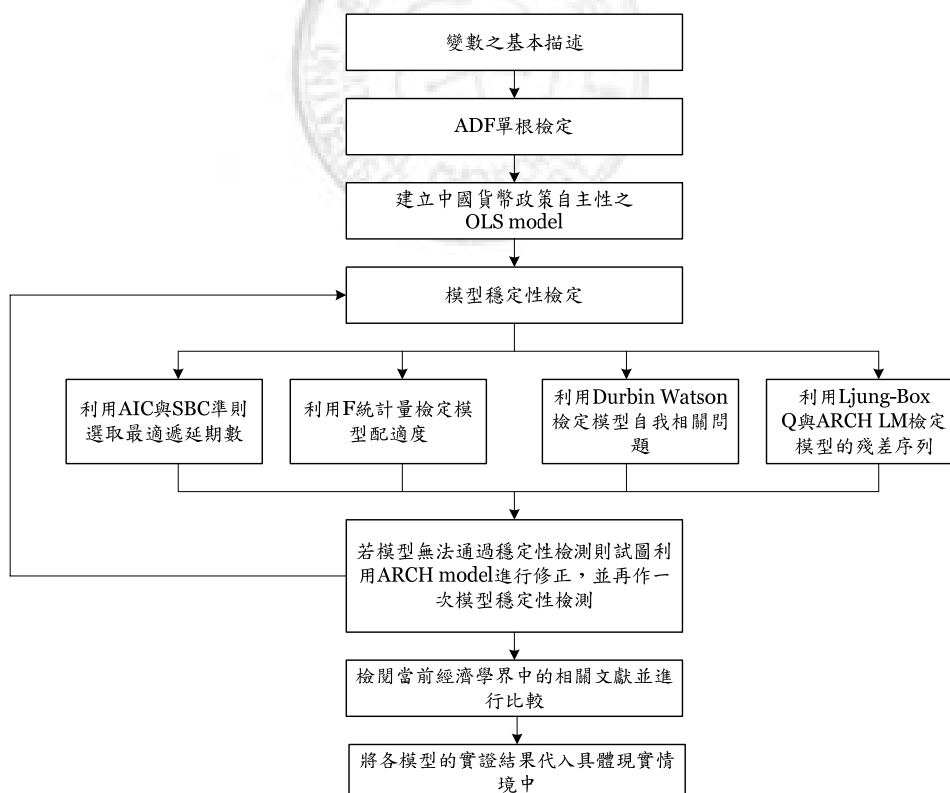 變數之基本描述
ADF單根檢定
建立中國貨幣政策自主性之
OLS model
模型穩定性檢定
利用AIC與SBC準則
選取最適遞延期數
利用F統計量檢定模
型配適度
利用Durbin Watson
檢定模型自我相關問
題
利用Ljung-Box
Q與ARCH LM檢定
模型的殘差序列
若模型無法通過穩定性檢測則試圖利
用ARCH model進行修正，並再作一
次模型穩定性檢測
檢閱當前經濟學界中的相關文獻並進
行比較
將各模型的實證結果代入具體現實情
境中